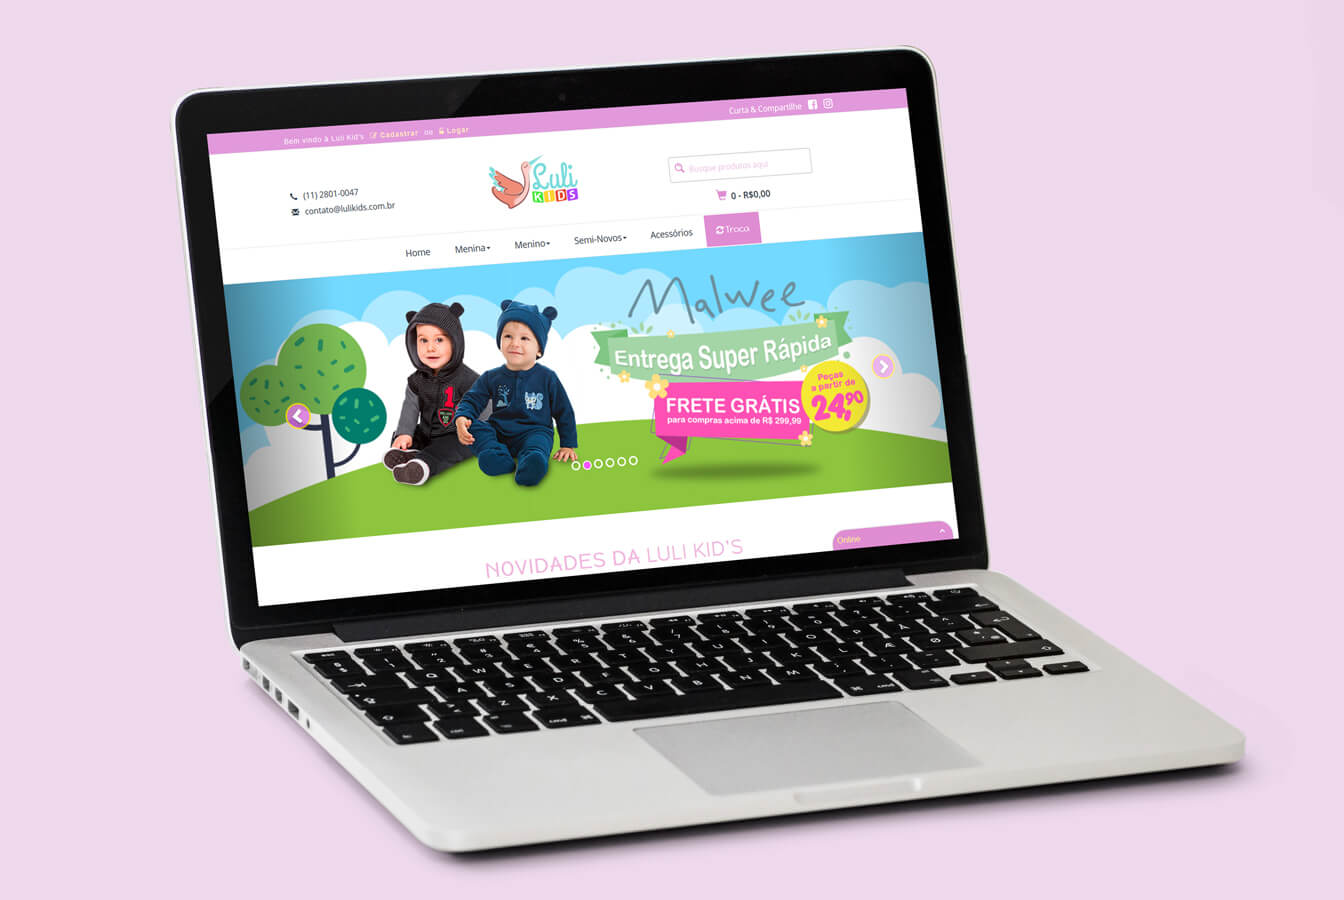 Bem vindo à Luli Kid's Cadastrar ou Logar
Curta & Compartilhe
(11) 2801-0047
contato@lulikids.com.br
Luli
KIDS
Busque produtos aqui
0 - R$0,00
Home Menina Menino Semi-Novos Acessórios Troca
Malwee
Entrega Super Rápida
FRETE GRÁTIS
para compras acima de R$ 299,99
Peças
a partir de
24,90
1
NOVIDADES DA LULI KID'S
Online